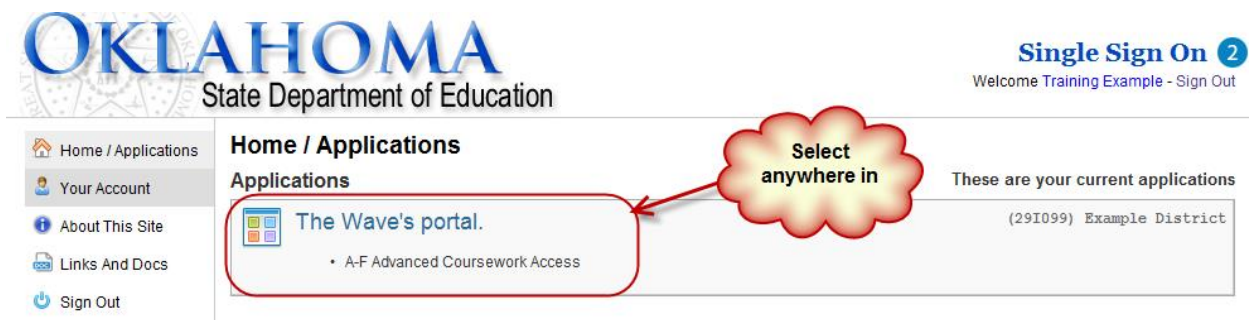 OKLAHOMA
State Department of Education
Single Sign On 2
Welcome Training Example - Sign Out
Home / Applications
Your Account
About This Site
Links And Docs
Sign Out
Home / Applications
Applications
These are your current applications
The Wave's portal.
• A-F Advanced Coursework Access
(29I099) Example District
Select
anywhere in